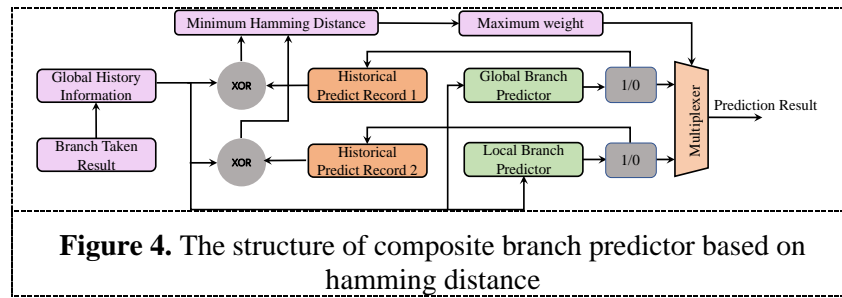 Minimum Hamming Distance
Maximum weight
Global History
Information
XOR
Historical
Predict Record 1
Global Branch
Predictor
1/0
Multiplexer
Prediction Result
Branch Taken
Result
XOR
Historical
Predict Record 2
Local Branch
Predictor
1/0
Figure 4. The structure of composite branch predictor based on
hamming distance